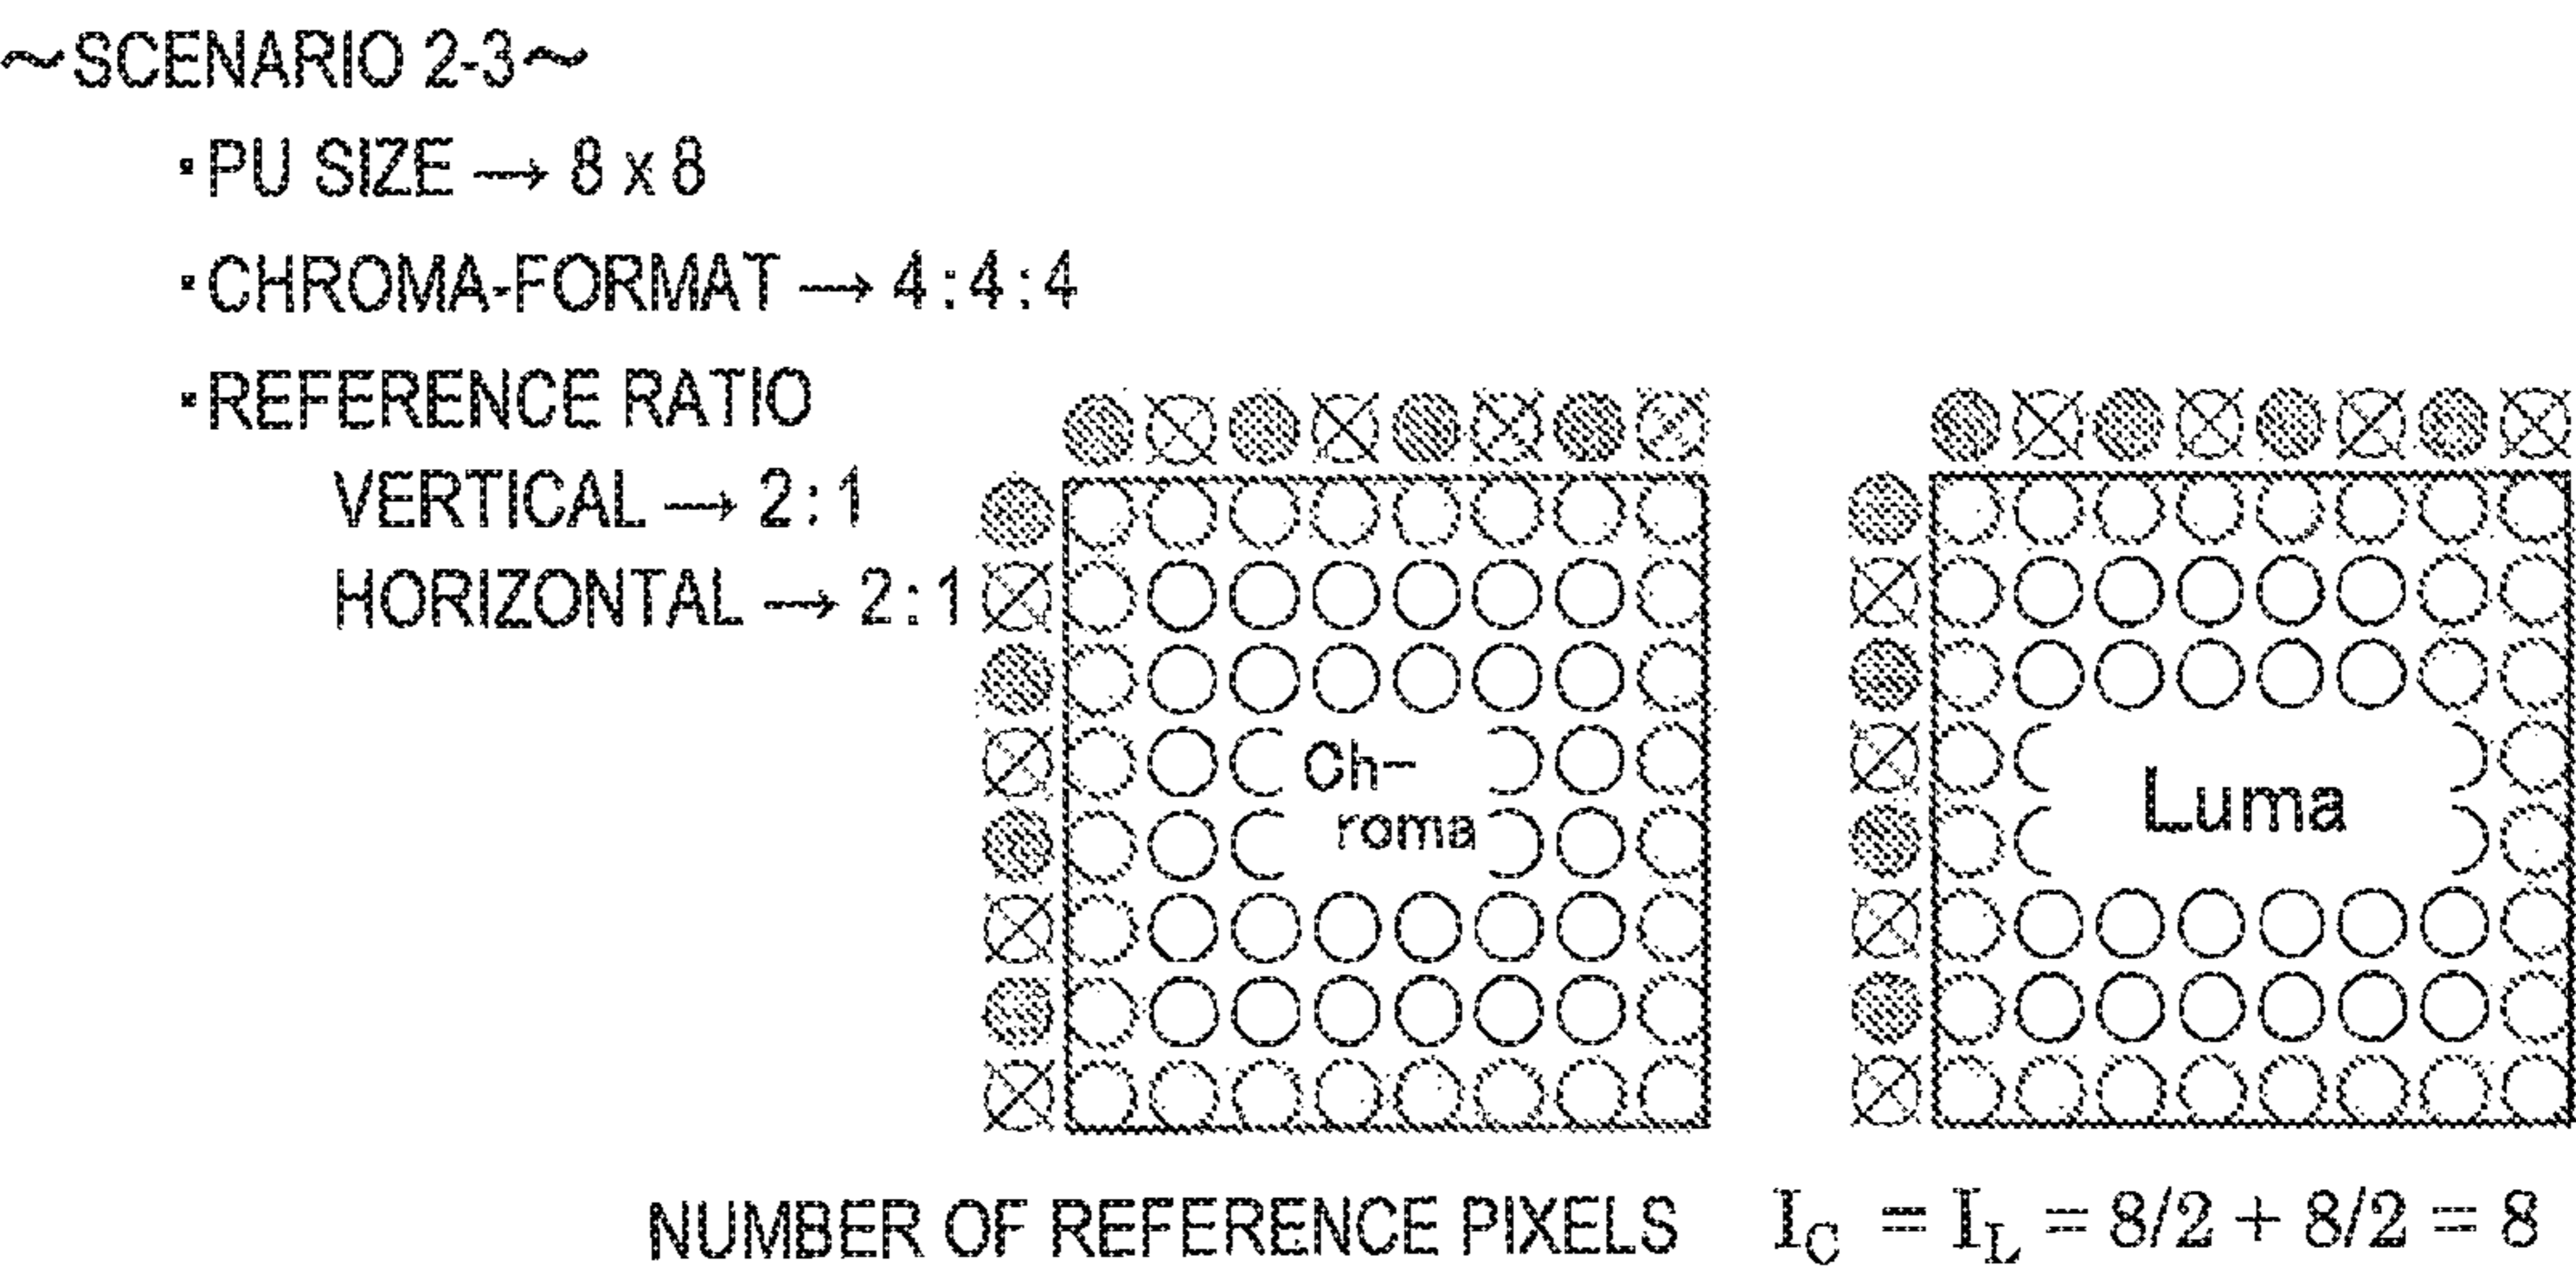 ~SCENARIO 2-3~
・PU SIZE → 8 x 8
・CHROMA-FORMAT → 4:4:4
・REFERENCE RATIO
VERTICAL → 2:1
HORIZONTAL → 2:1
Ch-
roma
Luma
NUMBER OF REFERENCE PIXELS I_C = I_L = 8/2 + 8/2 = 8